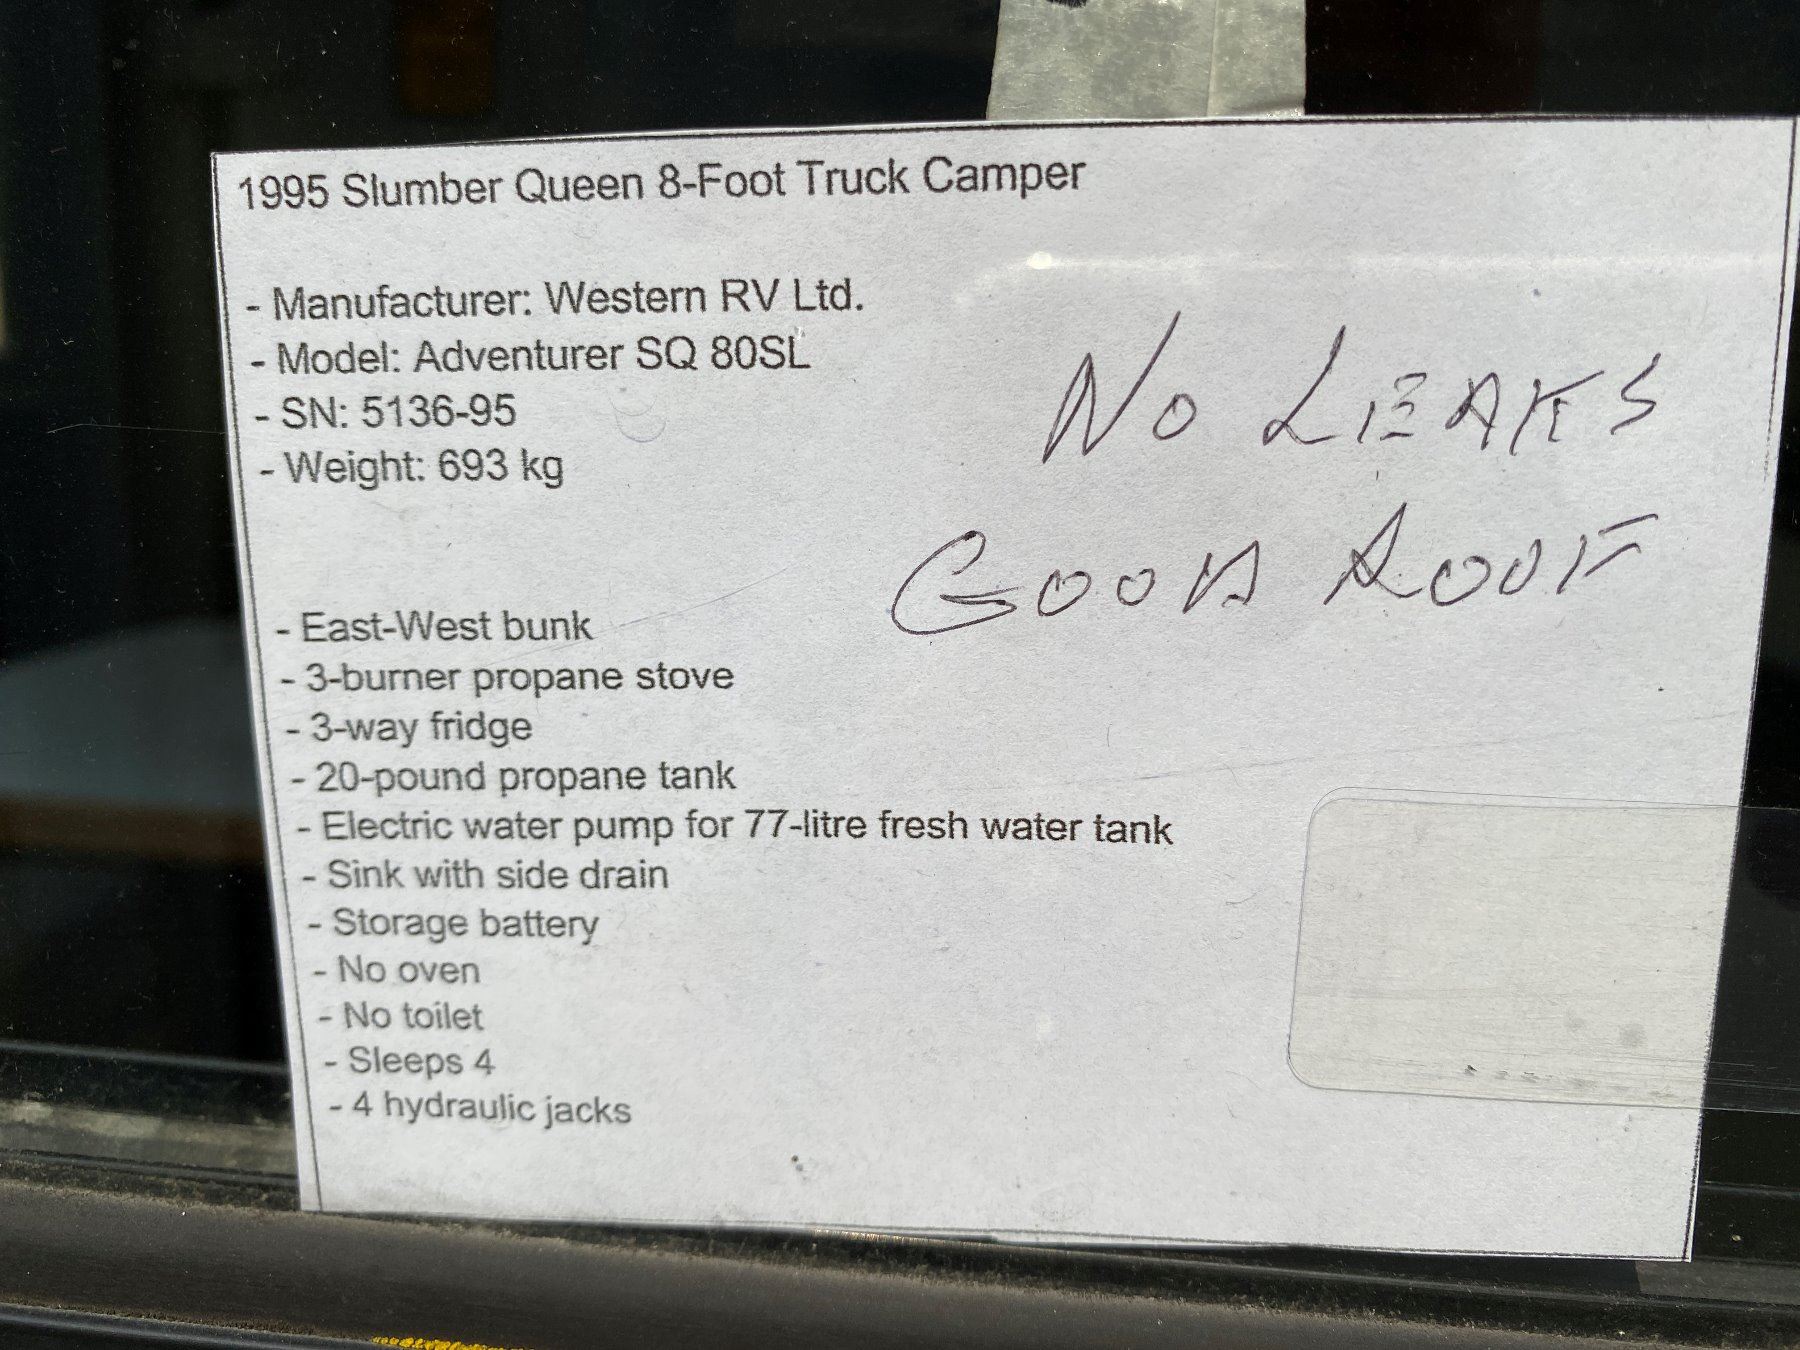 1995 Slumber Queen 8-Foot Truck Camper
- Manufacturer: Western RV Ltd.
- Model: Adventurer SQ 80SL
- SN: 5136-95
- Weight: 693 kg
NO LEAKS
GOOD ROOF
- East-West bunk
- 3-burner propane stove
- 3-way fridge
- 20-pound propane tank
- Electric water pump for 77-litre fresh water tank
- Sink with side drain
- Storage battery
- No oven
- No toilet
- Sleeps 4
- 4 hydraulic jacks